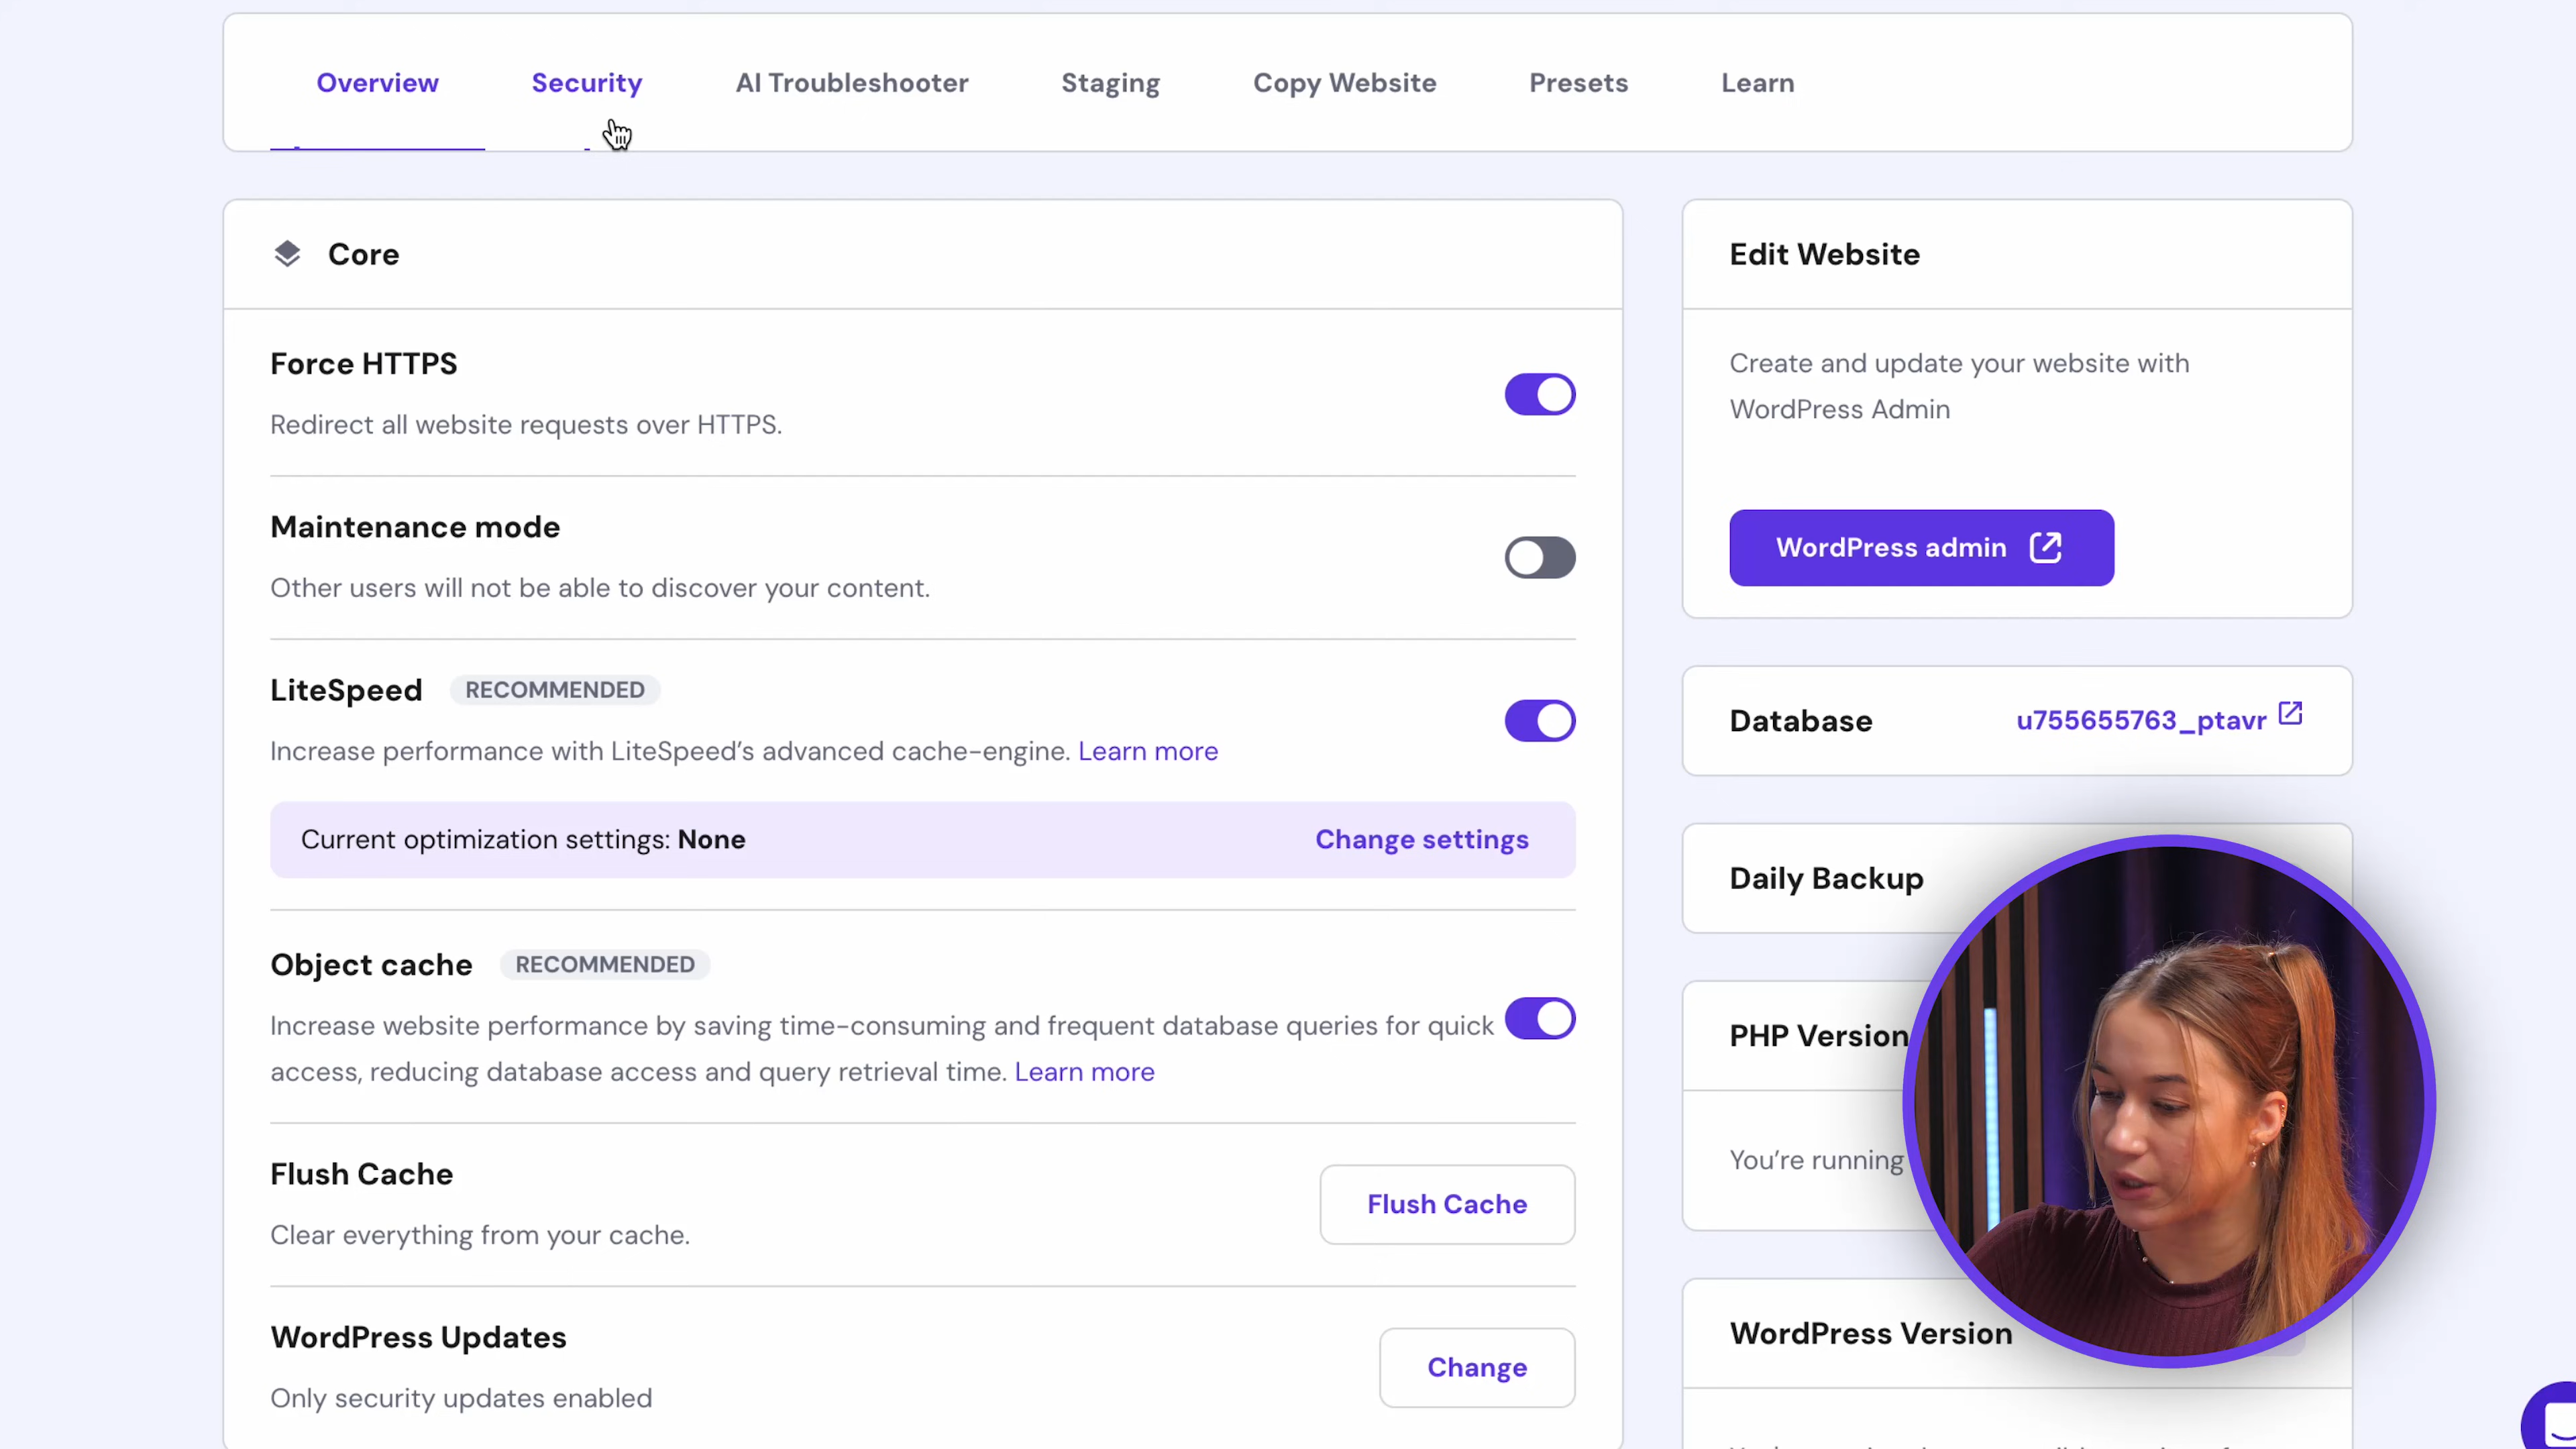 Overview
Security
AI Troubleshooter
Staging
Copy Website
Presets
Learn
Core
Force HTTPS
Redirect all website requests over HTTPS.
Maintenance mode
Other users will not be able to discover your content.
LiteSpeed RECOMMENDED
Increase performance with LiteSpeed's advanced cache-engine. Learn more
Current optimization settings: None
Change settings
Object cache RECOMMENDED
Increase website performance by saving time-consuming and frequent database queries for quick
access, reducing database access and query retrieval time. Learn more
Flush Cache
Clear everything from your cache.
Flush Cache
WordPress Updates
Only security updates enabled
Change
Edit Website
Create and update your website with
WordPress Admin
WordPress admin
Database
u755655763_ptavr
Daily Backup
PHP Version
You're running
WordPress Version